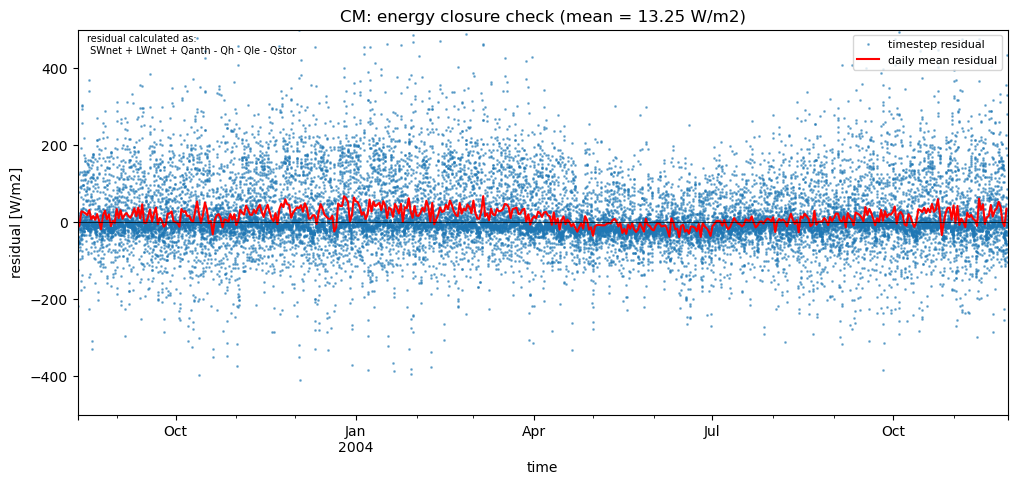 CM: energy closure check (mean = 13.25 W/m2)
residual calculated as:
SWnet + LWnet + Qanth - Qh - Qle - Qstor
timestep residual
daily mean residual
residual [W/m2]
400
200
0
−200
−400
Oct
Jan
2004
Apr
Jul
Oct
time